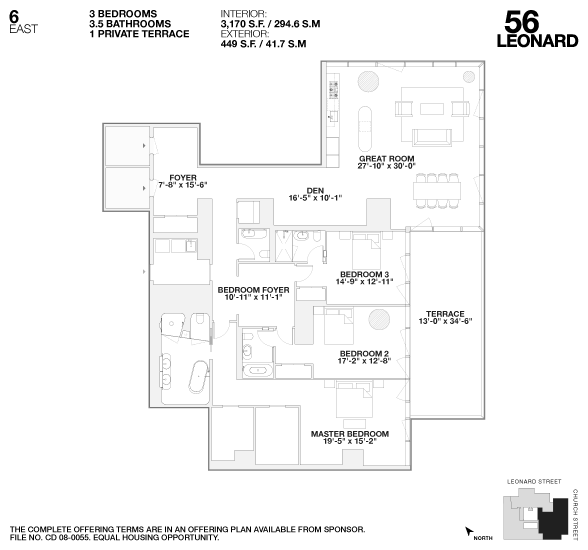 6
EAST
3 BEDROOMS
3.5 BATHROOMS
1 PRIVATE TERRACE
INTERIOR:
3,170 S.F. / 294.6 S.M
EXTERIOR:
449 S.F. / 41.7 S.M
56
LEONARD
GREAT ROOM
27'-10" x 30'-0"
FOYER
7'-8" x 15'-6"
DEN
16'-5" x 10'-1"
BEDROOM 3
14'-9" x 12'-11"
BEDROOM FOYER
10'-11" x 11'-1"
TERRACE
13'-0" x 34'-6"
BEDROOM 2
17'-2" x 12'-8"
MASTER BEDROOM
19'-5" x 15'-2"
LEONARD STREET
CHURCH STREET
NORTH
THE COMPLETE OFFERING TERMS ARE IN AN OFFERING PLAN AVAILABLE FROM SPONSOR.
FILE NO. CD 08-0055. EQUAL HOUSING OPPORTUNITY.